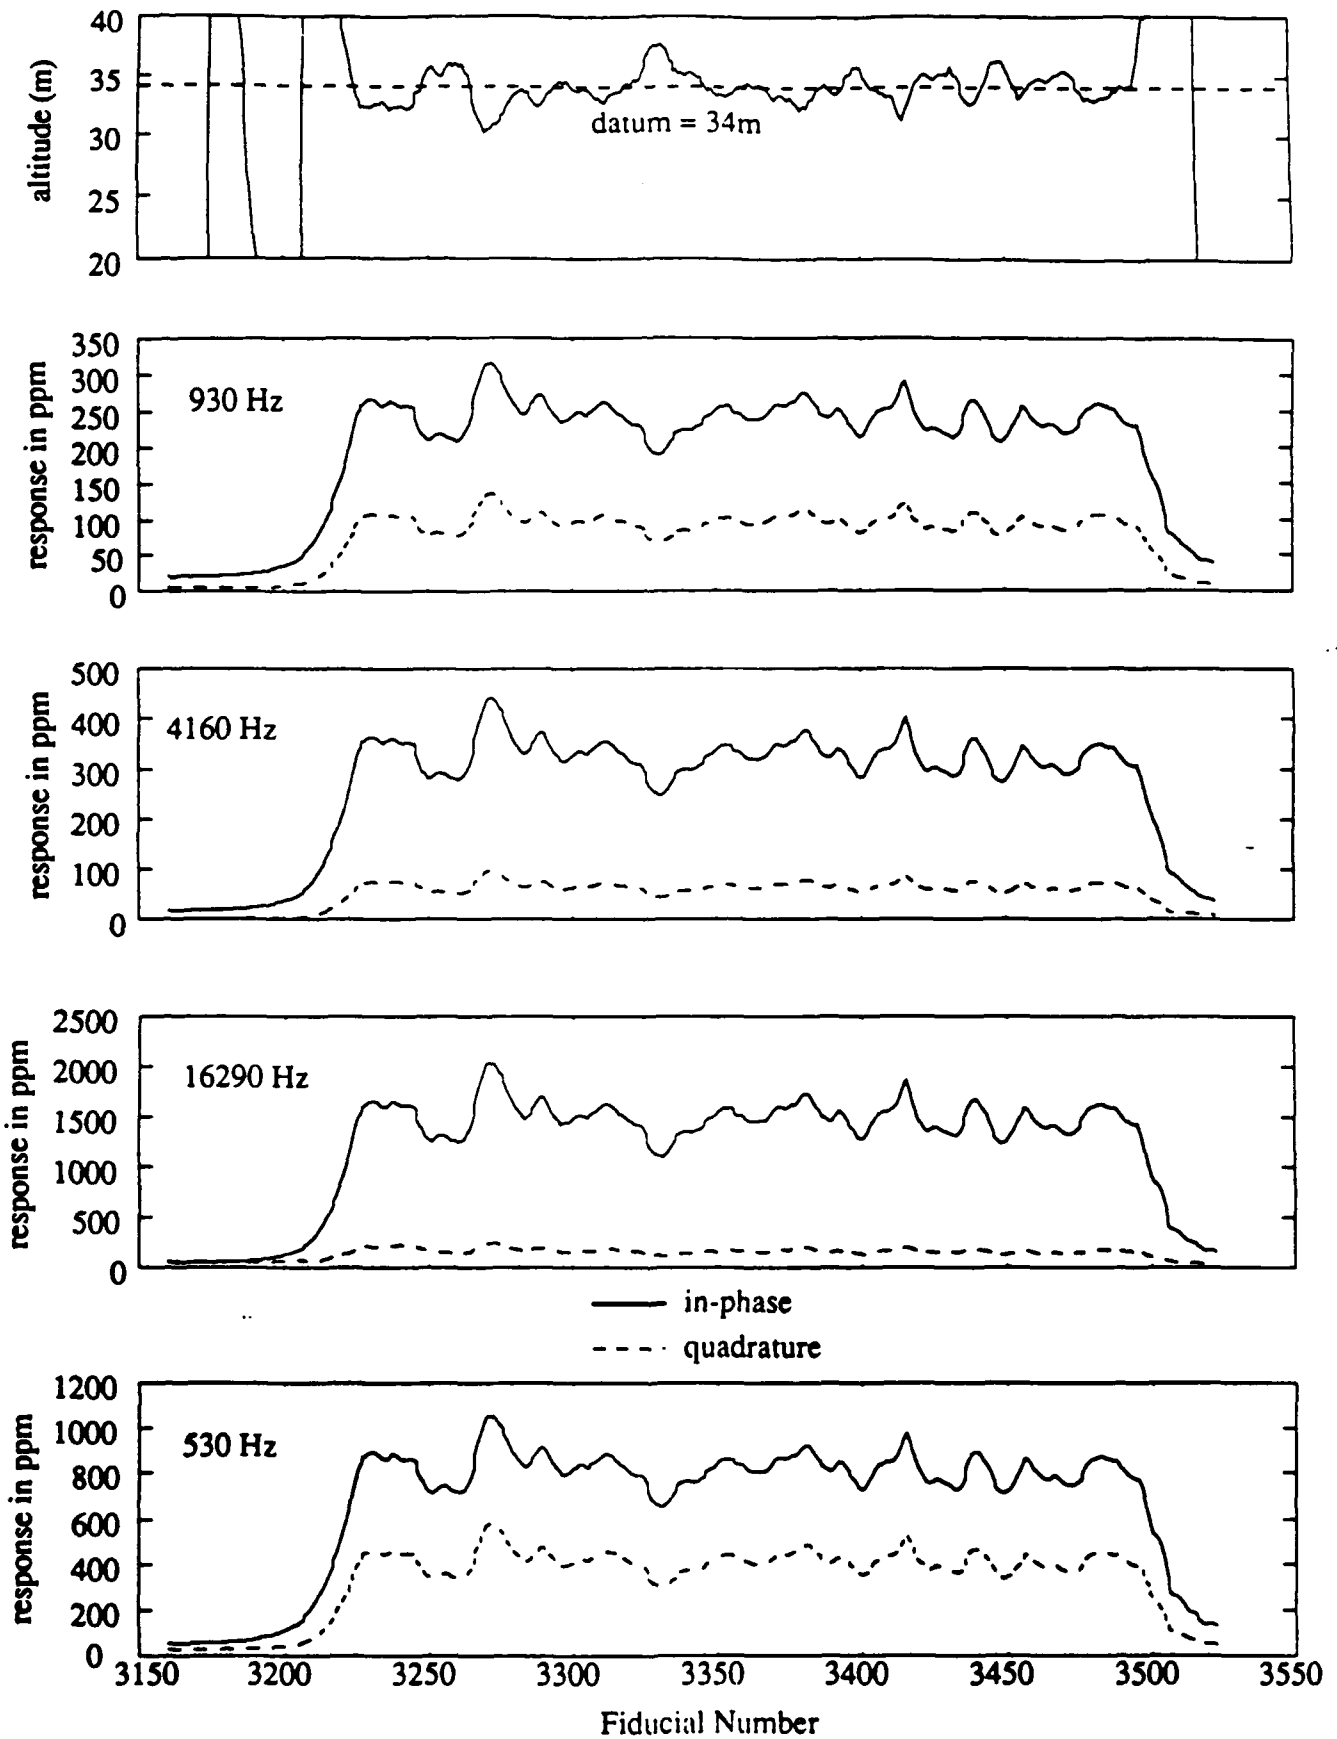 40
35
30
25
20
altitude (m)
datum = 34m
350
300
250
200
150
100
50
0
response in ppm
930 Hz
500
400
300
200
100
0
response in ppm
4160 Hz
2500
2000
1500
1000
500
0
response in ppm
16290 Hz
in-phase
quadrature
1200
1000
800
600
400
200
0
response in ppm
530 Hz
3150 3200 3250 3300 3350 3400 3450 3500 3550
Fiducial Number